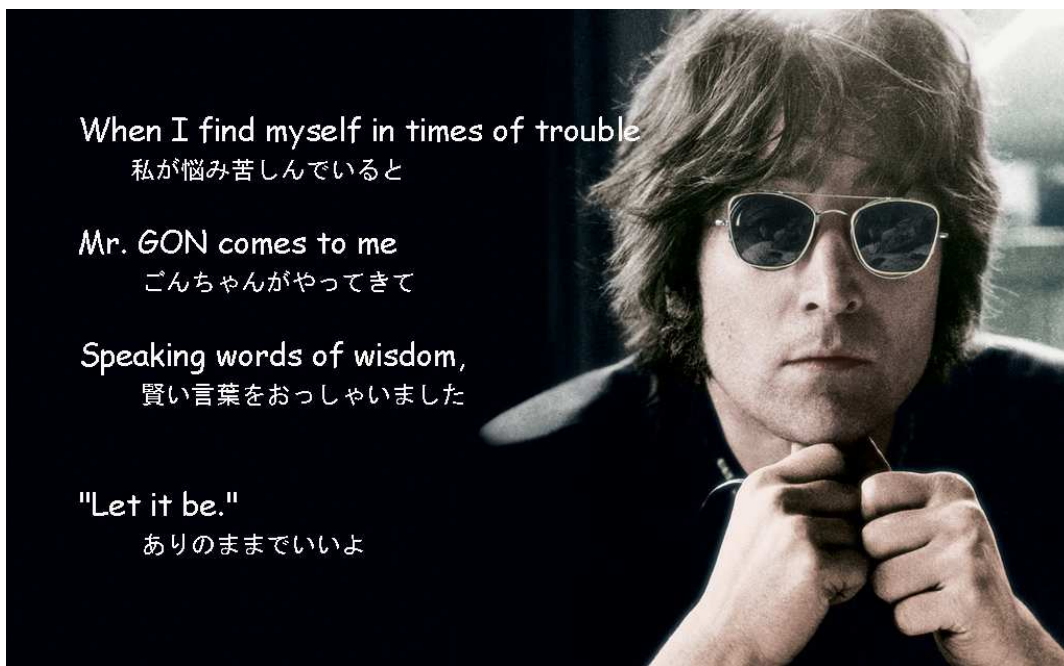 When I find myself in times of trouble
私が悩み苦しんでいると
Mr. GON comes to me
ごんちゃんがやってきて
Speaking words of wisdom,
賢い言葉をおっしゃいました
"Let it be."
ありのままでいいよ